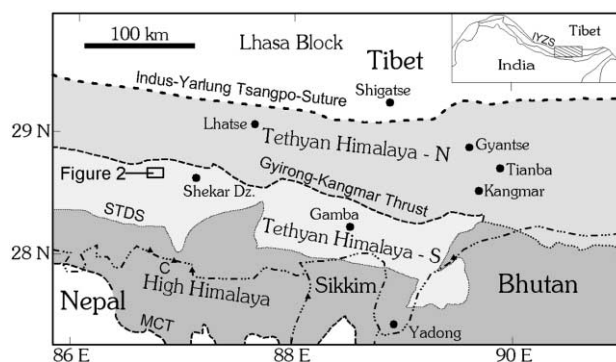 100 km
Lhasa Block
Tibet
IYZS
Tibet
India
Indus-Yarlung Tsangpo-Suture
Shigatse
29 N
Lhatse
Tethyan Himalaya - N
Gyantse
Tianba
Kangmar
Gyirong-Kangmar Thrust
Figure 2
Shekar Dz.
STDS
Gamba
Tethyan Himalaya - S
28 N
C
High Himalaya
Sikkim
Bhutan
Nepal
MCT
Yadong
86 E
88
90